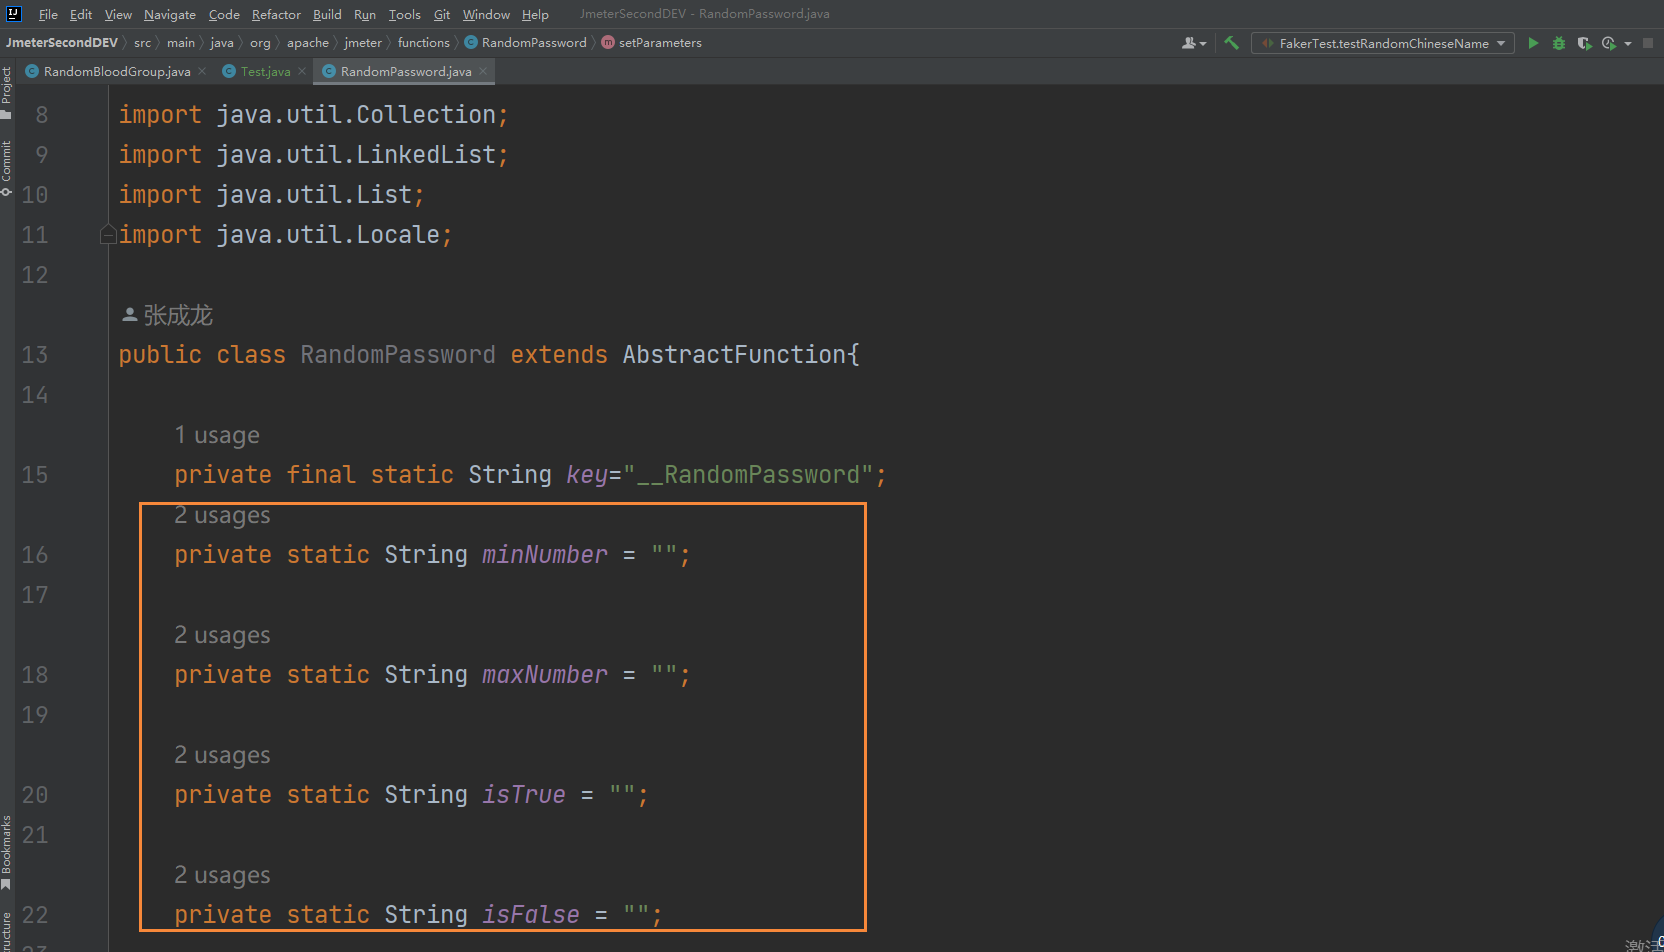 File Edit View Navigate Code Refactor Build Run Tools Git Window Help JmeterSecondDEV - RandomPassword.java
JmeterSecondDEV src main java org apache jmeter functions RandomPassword setParameters FakerTest.testRandomChineseName
RandomBloodGroup.java Test.java RandomPassword.java
Project
Commit
Bookmarks
8 import java.util.Collection;
9 import java.util.LinkedList;
10 import java.util.List;
11 import java.util.Locale;
12
张成龙
13 public class RandomPassword extends AbstractFunction{
14
1 usage
15 private final static String key="__RandomPassword";
2 usages
16 private static String minNumber = "";
17
2 usages
18 private static String maxNumber = "";
19
2 usages
20 private static String isTrue = "";
21
2 usages
22 private static String isFalse = "";
激活